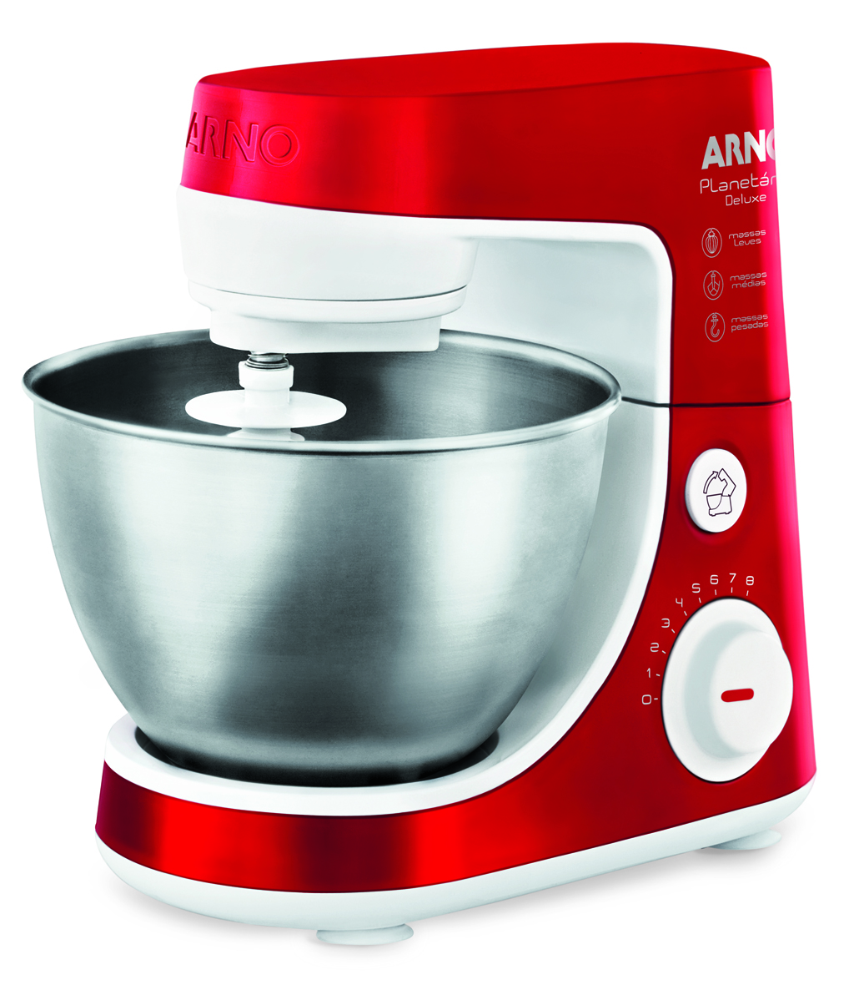 ARNO
ARNO
Planetár
Deluxe
massas
leves
massas
médias
massas
pesadas
8
7
6
5
4
3
2
1
0